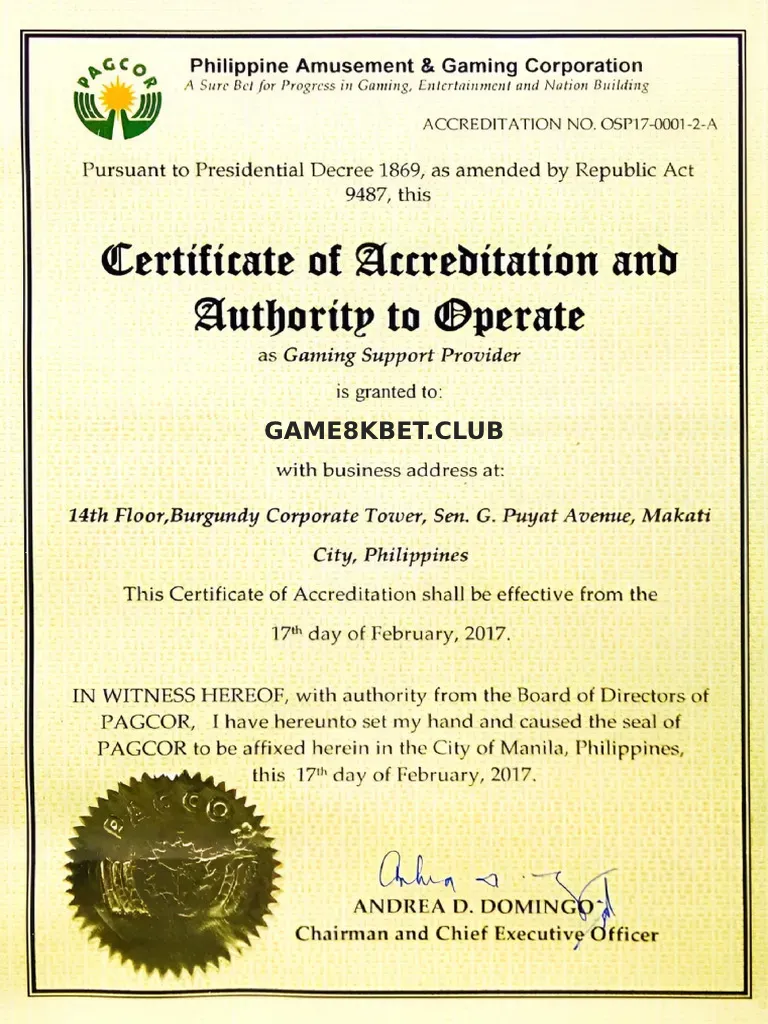 PAGCOR
Philippine Amusement & Gaming Corporation
A Sure Bet for Progress in Gaming, Entertainment and Nation Building
ACCREDITATION NO. OSP17-0001-2-A
Pursuant to Presidential Decree 1869, as amended by Republic Act
9487, this
Certificate of Accreditation and
Authority to Operate
as Gaming Support Provider
is granted to:
GAME8KBET.CLUB
with business address at:
14th Floor,Burgundy Corporate Tower, Sen. G. Puyat Avenue, Makati
City, Philippines
This Certificate of Accreditation shall be effective from the
17th day of February, 2017.
IN WITNESS HEREOF, with authority from the Board of Directors of
PAGCOR, I have hereunto set my hand and caused the seal of
PAGCOR to be affixed herein in the City of Manila, Philippines,
this 17th day of February, 2017.
PAGCOR
ANDREA D. DOMINGO
Chairman and Chief Executive Officer